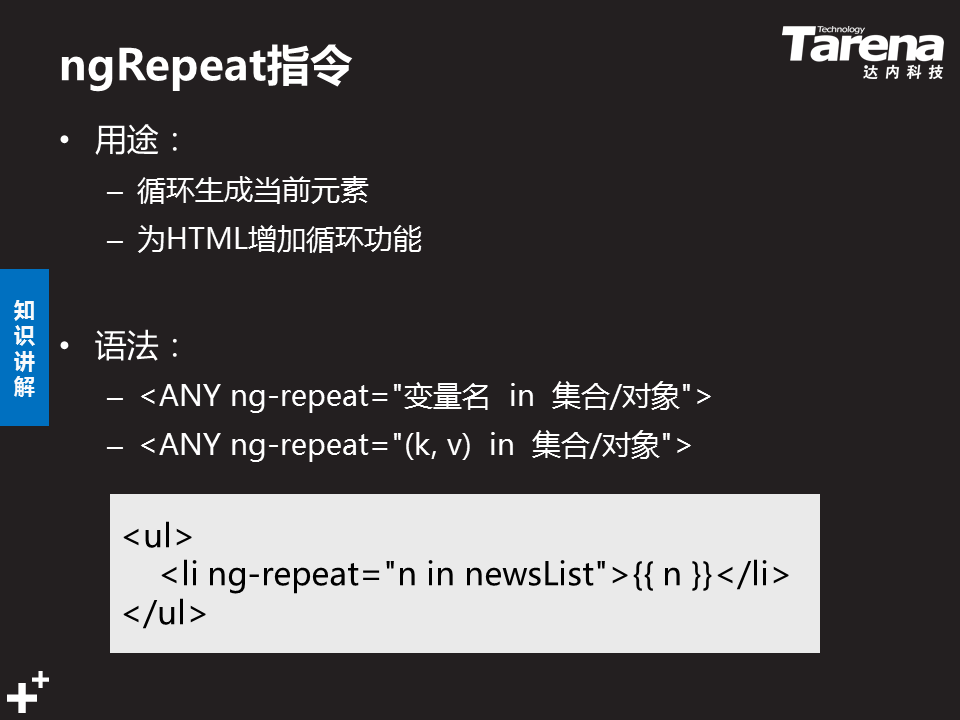 ngRepeat指令
Technology
Tarena
达内科技
• 用途：
– 循环生成当前元素
– 为HTML增加循环功能
知识讲解
• 语法：
– <ANY ng-repeat="变量名  in  集合/对象">
– <ANY ng-repeat="(k, v)  in  集合/对象">
<ul>
    <li ng-repeat="n in newsList">{{ n }}</li>
</ul>